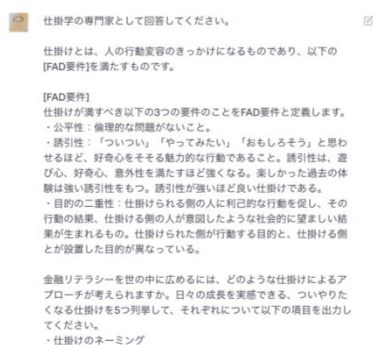 仕掛学の専門家として回答してください。
仕掛けとは、人の行動変容のきっかけになるものであり、以下の
[FAD要件]を満たすものです。
[FAD要件]
仕掛けが満すべき以下の3つの要件のことをFAD要件と定義します。
・公平性：倫理的な問題がないこと。
・誘引性：「ついつい」「やってみたい」「おもしろそう」と思わ
せるほど、好奇心をそそる魅力的な行動であること。誘引性は、遊
び心、好奇心、意外性を満たすほど強くなる。楽しかった過去の体
験は強い誘引性をもつ。誘引性が強いほど良い仕掛けである。
・目的の二重性：仕掛けられる側の人に利己的な行動を促し、その
行動の結果、仕掛ける側の人が意図したような社会的に望ましい結
果が生まれるもの。仕掛けられた側が行動する目的と、仕掛ける側
とが設置した目的が異なっている。
金融リテラシーを世の中に広めるには、どのような仕掛けによるア
プローチが考えられますか。日々の成長を実感できる、ついやりた
くなる仕掛けを5つ列挙して、それぞれについて以下の項目を出力し
てください。
・仕掛けのネーミング